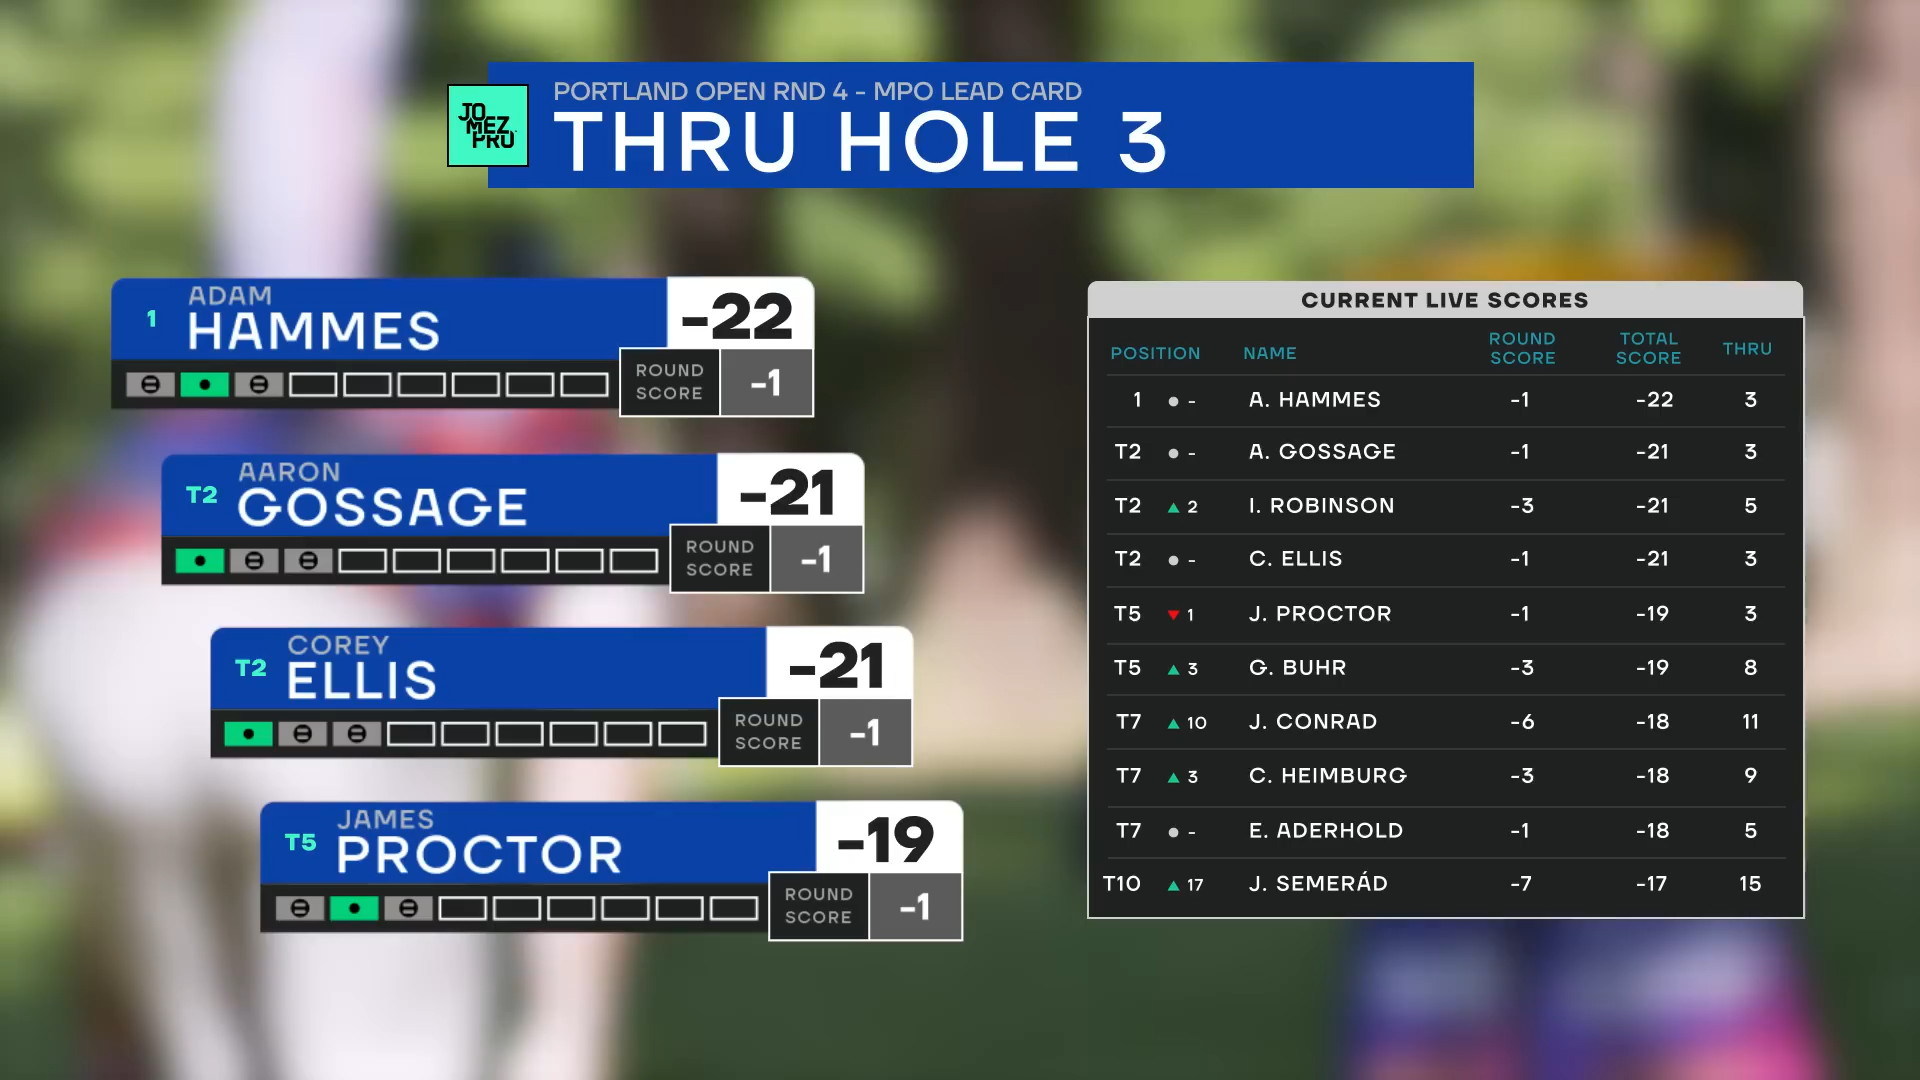 JO
MEZ
PRO
PORTLAND OPEN RND 4 - MPO LEAD CARD
THRU HOLE 3
1
ADAM
HAMMES
-22
ROUND
SCORE
-1
T2
AARON
GOSSAGE
-21
ROUND
SCORE
-1
T2
COREY
ELLIS
-21
ROUND
SCORE
-1
T5
JAMES
PROCTOR
-19
ROUND
SCORE
-1
CURRENT LIVE SCORES
POSITION NAME ROUND SCORE TOTAL SCORE THRU
1 - A. HAMMES -1 -22 3
T2 - A. GOSSAGE -1 -21 3
T2 ▲ 2 I. ROBINSON -3 -21 5
T2 - C. ELLIS -1 -21 3
T5 ▼ 1 J. PROCTOR -1 -19 3
T5 ▲ 3 G. BUHR -3 -19 8
T7 ▲ 10 J. CONRAD -6 -18 11
T7 ▲ 3 C. HEIMBURG -3 -18 9
T7 - E. ADERHOLD -1 -18 5
T10 ▲ 17 J. SEMERÁD -7 -17 15